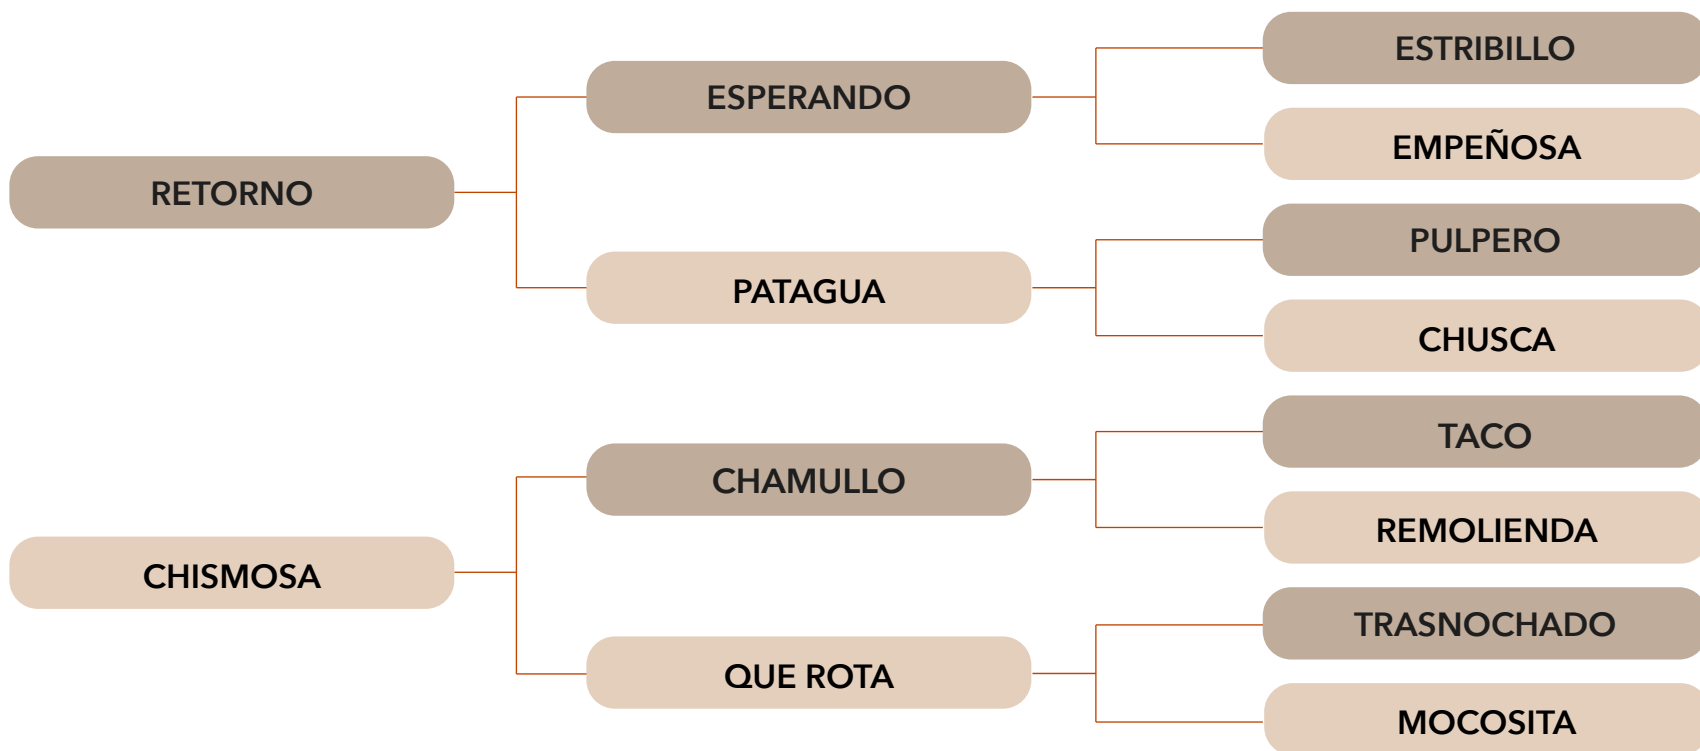 RETORNO
ESPERANDO
ESTRIBILLO
EMPEÑOSA
PATAGUA
PULPERO
CHUSCA
CHISMOSA
CHAMULLO
TACO
REMOLIENDA
QUE ROTA
TRASNOCHADO
MOCOSITA